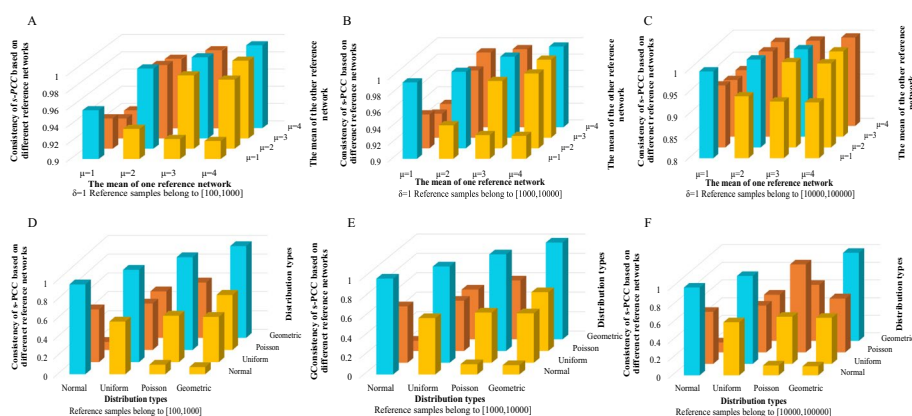 A
Consistency of s-PCC based on
differenct reference networks
1
0.98
0.96
0.94
0.92
0.9
μ=1
μ=2
μ=3
μ=4
μ=1
μ=2
μ=3
μ=4
The mean of the other reference
network
The mean of one reference network
δ=1 Reference samples belong to [100,1000]
B
Consistency of s-PCC based on
differenct reference networks
1
0.98
0.96
0.94
0.92
0.9
μ=1
μ=2
μ=3
μ=4
μ=1
μ=2
μ=3
μ=4
The mean of the other reference
network
The mean of one reference network
δ=1 Reference samples belong to [1000,10000]
C
Consistency of s-PCC based on
differenct reference networks
1
0.95
0.9
0.85
0.8
μ=1
μ=2
μ=3
μ=4
μ=1
μ=2
μ=3
μ=4
The mean of the other reference
network
The mean of one reference network
δ=1 Reference samples belong to [10000,100000]
D
Consistency of s-PCC based on
different reference networks
1
0.8
0.6
0.4
0.2
0
Normal
Uniform
Poisson
Geometric
Geometric
Poisson
Uniform
Normal
Distribution types
Distribution types
Reference samples belong to [100,1000]
E
GConsistency of s-PCC based on
different reference networks
1
0.8
0.6
0.4
0.2
0
Normal
Uniform
Poisson
Geometric
Geometric
Poisson
Uniform
Normal
Distribution types
Distribution types
Reference samples belong to [1000,10000]
F
Consistency of s-PCC based on
different reference networks
1
0.8
0.6
0.4
0.2
0
Normal
Uniform
Poisson
Geometric
Geometric
Poisson
Uniform
Normal
Distribution types
Distribution types
Reference samples belong to [10000,100000]